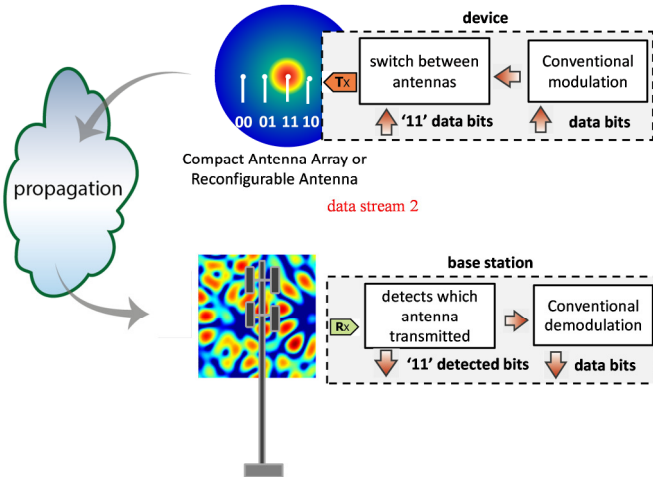 device
switch between
antennas
Conventional
modulation
TX
'11' data bits
data bits
00 01 11 10
Compact Antenna Array or
Reconfigurable Antenna
propagation
data stream 2
base station
RX
detects which
antenna
transmitted
Conventional
demodulation
'11' detected bits
data bits